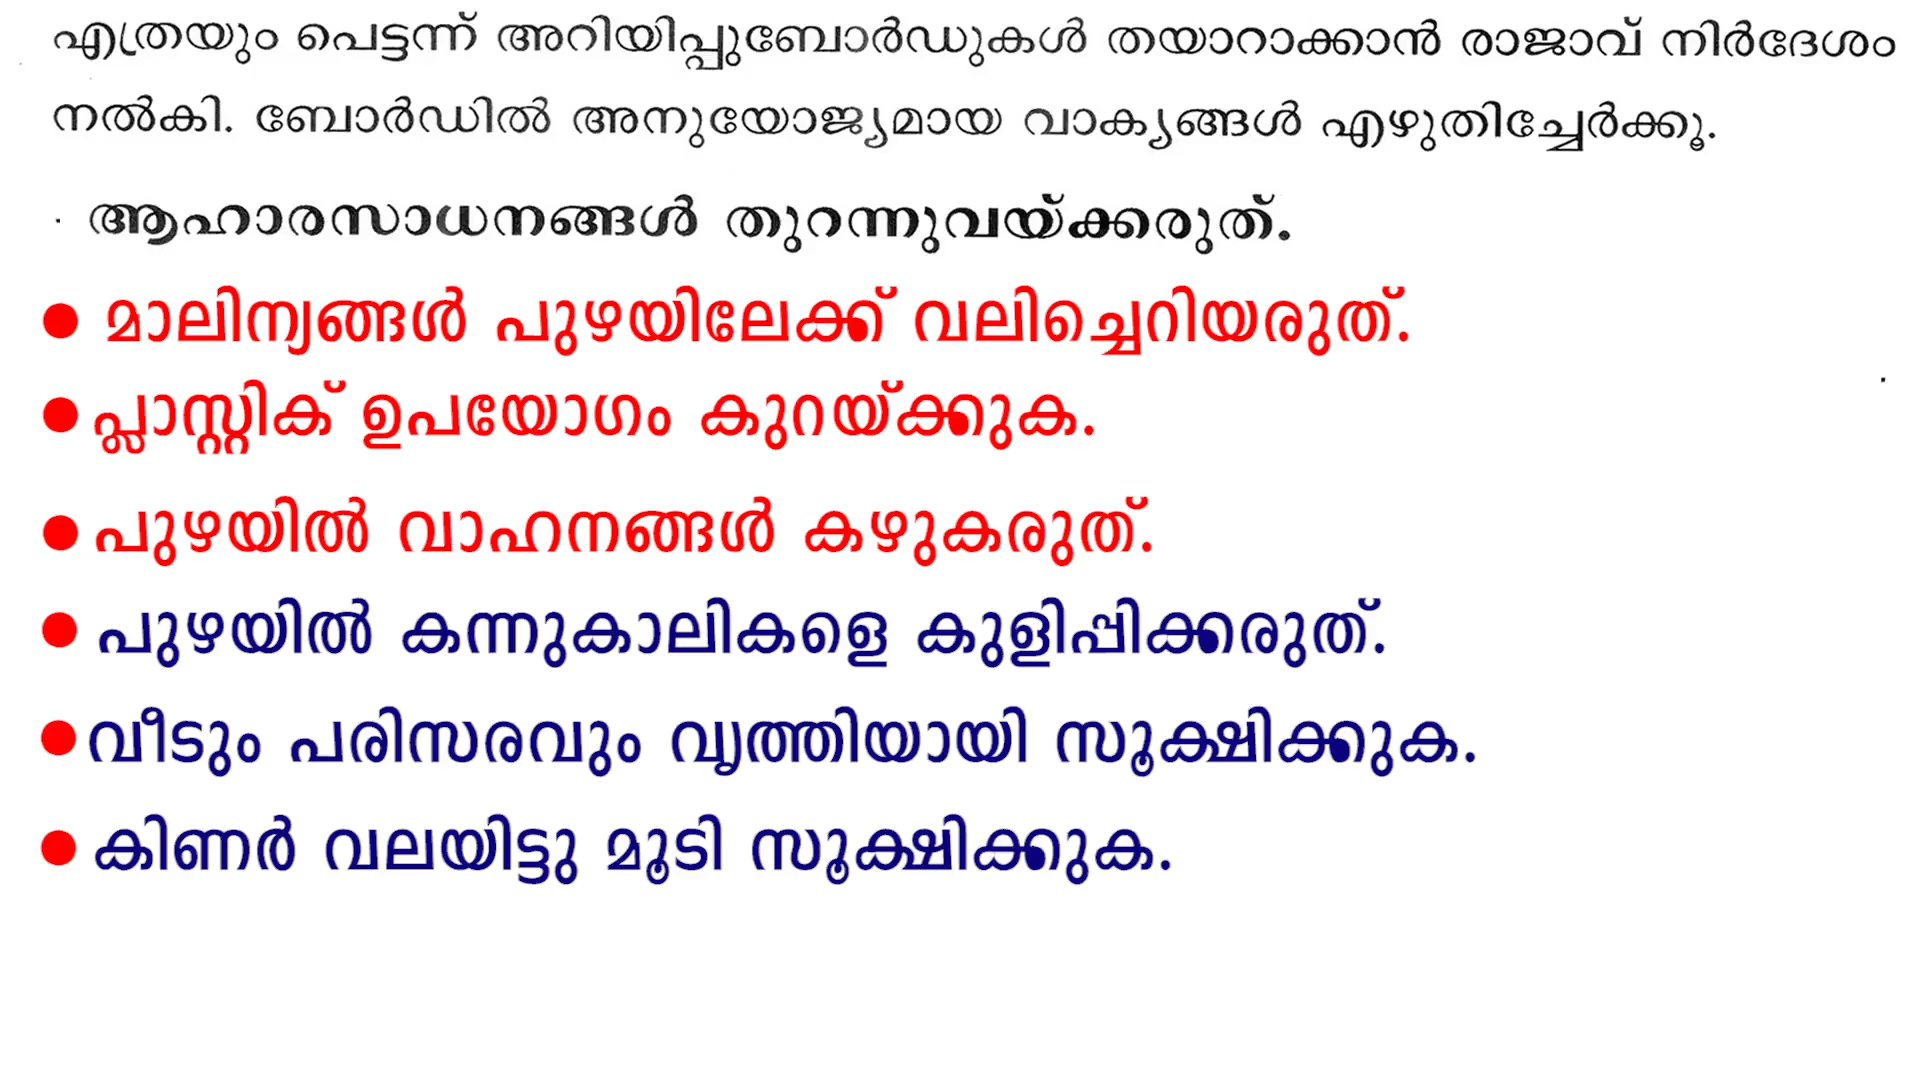 എത്രയും പെട്ടന്ന് അറിയിപ്പുബോർഡുകൾ തയാറാക്കാൻ രാജാവ് നിർദേശം
നൽകി. ബോർഡിൽ അനുയോജ്യമായ വാക്യങ്ങൾ എഴുതിച്ചേർക്കൂ.
· ആഹാരസാധനങ്ങൾ തുറന്നുവയ്ക്കരുത്.
● മാലിന്യങ്ങൾ പുഴയിലേക്ക് വലിച്ചെറിയരുത്.
● പ്ലാസ്റ്റിക് ഉപയോഗം കുറയ്ക്കുക.
● പുഴയിൽ വാഹനങ്ങൾ കഴുകരുത്.
● പുഴയിൽ കന്നുകാലികളെ കുളിപ്പിക്കരുത്.
● വീടും പരിസരവും വൃത്തിയായി സൂക്ഷിക്കുക.
● കിണർ വലയിട്ടു മൂടി സൂക്ഷിക്കുക.